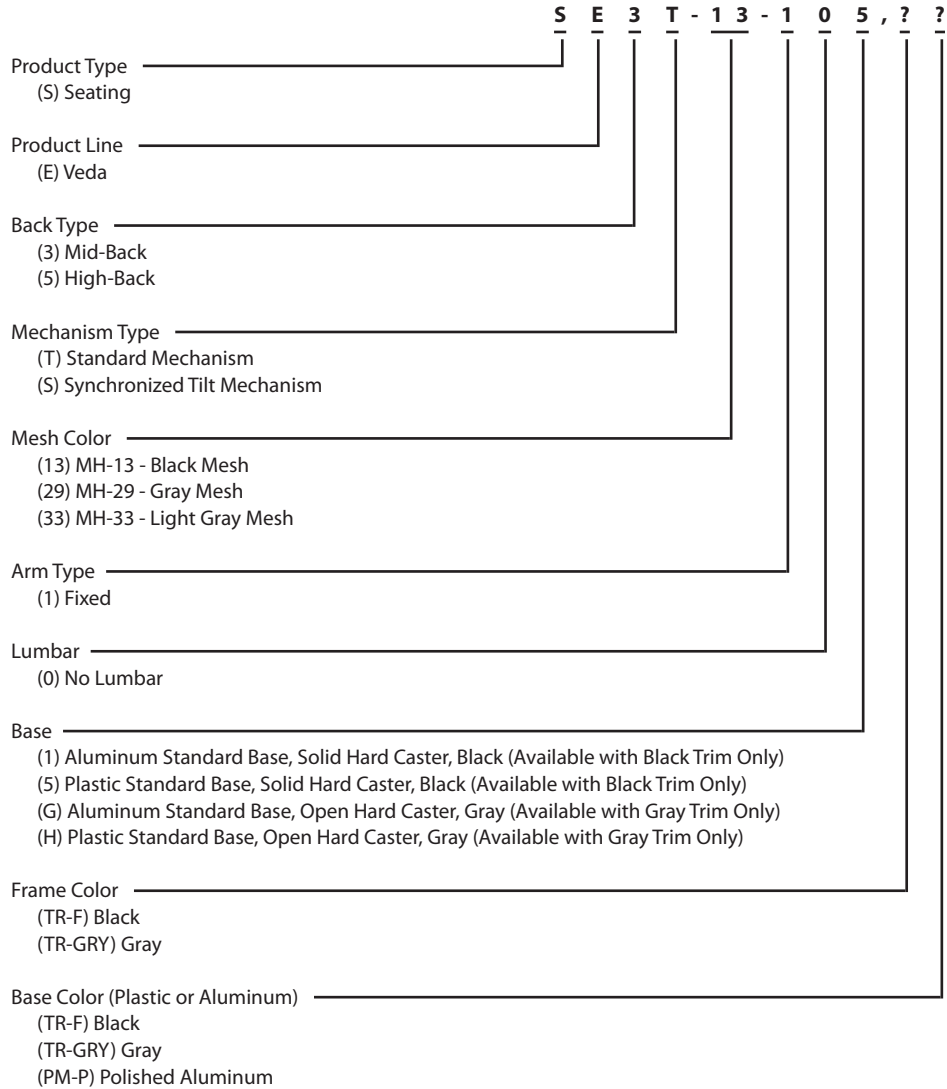 S E 3 T - 1 3 - 1 0 5 , ? ?
Product Type
(S) Seating
Product Line
(E) Veda
Back Type
(3) Mid-Back
(5) High-Back
Mechanism Type
(T) Standard Mechanism
(S) Synchronized Tilt Mechanism
Mesh Color
(13) MH-13 - Black Mesh
(29) MH-29 - Gray Mesh
(33) MH-33 - Light Gray Mesh
Arm Type
(1) Fixed
Lumbar
(0) No Lumbar
Base
(1) Aluminum Standard Base, Solid Hard Caster, Black (Available with Black Trim Only)
(5) Plastic Standard Base, Solid Hard Caster, Black (Available with Black Trim Only)
(G) Aluminum Standard Base, Open Hard Caster, Gray (Available with Gray Trim Only)
(H) Plastic Standard Base, Open Hard Caster, Gray (Available with Gray Trim Only)
Frame Color
(TR-F) Black
(TR-GRY) Gray
Base Color (Plastic or Aluminum)
(TR-F) Black
(TR-GRY) Gray
(PM-P) Polished Aluminum